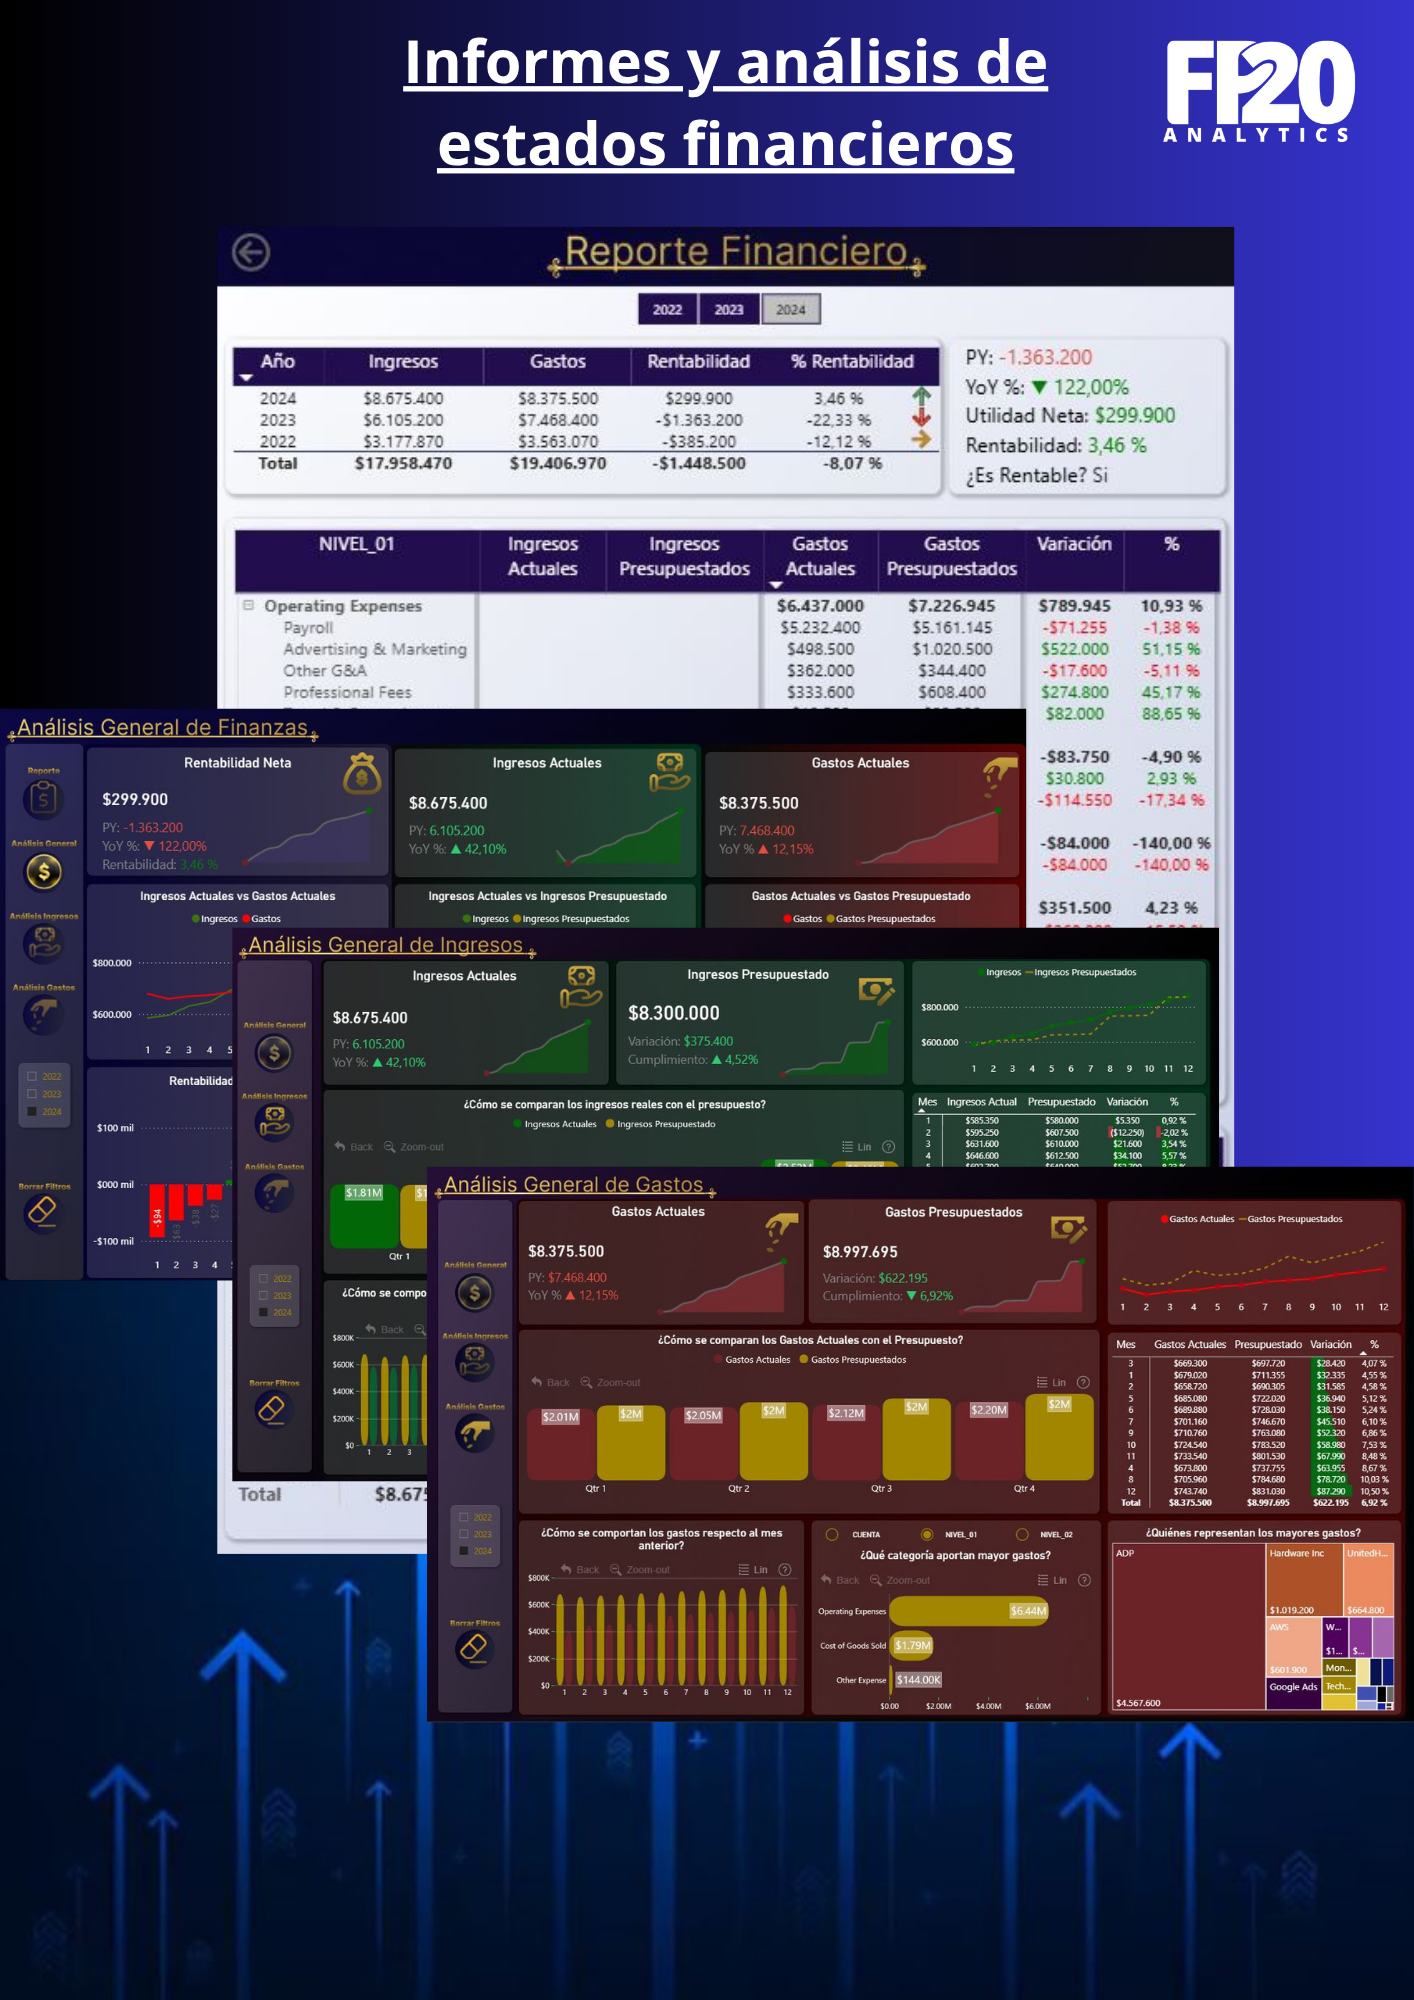 Informes y análisis de
estados financieros
FP20
ANALYTICS
Reporte Financiero
2022 2023 2024
Año Ingresos Gastos Rentabilidad % Rentabilidad
2024 $8.675.400 $8.375.500 $299.900 3,46 %
2023 $6.105.200 $7.468.400 -$1.363.200 -22,33 %
2022 $3.177.870 $3.563.070 -$385.200 -12,12 %
Total $17.958.470 $19.406.970 -$1.448.500 -8,07 %
PY: -1.363.200
YoY %: ▼ 122,00%
Utilidad Neta: $299.900
Rentabilidad: 3,46 %
¿Es Rentable? Si
NIVEL_01 Ingresos Actuales Ingresos Presupuestados Gastos Actuales Gastos Presupuestados Variación %
Operating Expenses $6.437.000 $7.226.945 $789.945 10,93 %
Payroll $5.232.400 $5.161.145 -$71.255 -1,38 %
Advertising & Marketing $498.500 $1.020.500 $522.000 51,15 %
Other G&A $362.000 $344.400 -$17.600 -5,11 %
Professional Fees $333.600 $608.400 $274.800 45,17 %
$82.000 88,65 %
-$83.750 -4,90 %
$30.800 2,93 %
-$114.550 -17,34 %
-$84.000 -140,00 %
-$84.000 -140,00 %
$351.500 4,23 %
Total $8.675
Análisis General de Finanzas
Reporte
Análisis General
Análisis Ingresos
Análisis Gastos
2022
2023
2024
Borrar Filtros
Rentabilidad Neta
$299.900
PY: -1.363.200
YoY %: ▼ 122,00%
Rentabilidad: 3,46 %
Ingresos Actuales
$8.675.400
PY: 6.105.200
YoY %: ▲ 42,10%
Gastos Actuales
$8.375.500
PY: 7.468.400
YoY % ▲ 12,15%
Ingresos Actuales vs Gastos Actuales
Ingresos Gastos
$800.000
$600.000
1 2 3 4 5
Ingresos Actuales vs Ingresos Presupuestado
Ingresos Ingresos Presupuestados
Gastos Actuales vs Gastos Presupuestado
Gastos Gastos Presupuestados
Rentabilidad
$100 mil
$000 mil
-$100 mil
-$94 $63 $38 $27
1 2 3 4
Análisis General de Ingresos
Análisis General
Análisis Ingresos
Análisis Gastos
2022
2023
2024
Borrar Filtros
Ingresos Actuales
$8.675.400
PY: 6.105.200
YoY %: ▲ 42,10%
Ingresos Presupuestado
$8.300.000
Variación: $375.400
Cumplimiento: ▲ 4,52%
Ingresos Ingresos Presupuestados
$800.000
$600.000
1 2 3 4 5 6 7 8 9 10 11 12
¿Cómo se comparan los ingresos reales con el presupuesto?
Ingresos Actuales Ingresos Presupuestado
Back Zoom-out Lin
$1.81M
Qtr 1
Mes Ingresos Actual Presupuestado Variación %
1 $585.350 $580.000 $5.350 0,92 %
2 $595.250 $607.500 ($12.250) -2,02 %
3 $631.600 $610.000 $21.600 3,54 %
4 $646.600 $612.500 $34.100 5,57 %
¿Cómo se compo
Back
$800K
$600K
$400K
$200K
$0
1 2 3
Análisis General de Gastos
Análisis General
Análisis Ingresos
Análisis Gastos
2022
2023
2024
Borrar Filtros
Gastos Actuales
$8.375.500
PY: $7.468.400
YoY % ▲ 12,15%
Gastos Presupuestados
$8.997.695
Variación: $622.195
Cumplimiento: ▼ 6,92%
Gastos Actuales Gastos Presupuestados
1 2 3 4 5 6 7 8 9 10 11 12
¿Cómo se comparan los Gastos Actuales con el Presupuesto?
Gastos Actuales Gastos Presupuestados
Back Zoom-out Lin
$2.01M $2M $2.05M $2M $2.12M $2M $2.20M $2M
Qtr 1 Qtr 2 Qtr 3 Qtr 4
Mes Gastos Actuales Presupuestado Variación %
3 $669.300 $697.720 $28.420 4,07 %
1 $679.020 $711.355 $32.335 4,55 %
2 $658.720 $690.305 $31.585 4,58 %
5 $685.080 $722.020 $36.940 5,12 %
6 $689.880 $728.030 $38.150 5,24 %
7 $701.160 $746.670 $45.510 6,10 %
9 $710.760 $763.080 $52.320 6,86 %
10 $724.540 $783.520 $58.980 7,53 %
11 $733.540 $801.530 $67.990 8,48 %
4 $673.800 $737.755 $63.955 8,67 %
8 $705.960 $784.680 $78.720 10,03 %
12 $743.740 $831.030 $87.290 10,50 %
Total $8.375.500 $8.997.695 $622.195 6,92 %
¿Cómo se comportan los gastos respecto al mes
anterior?
Back Zoom-out Lin
$800K
$600K
$400K
$200K
$0
1 2 3 4 5 6 7 8 9 10 11 12
CUENTA NIVEL_01 NIVEL_02
¿Qué categoría aportan mayor gastos?
Back Zoom-out Lin
Operating Expenses $6.44M
Cost of Goods Sold $1.79M
Other Expense $144.00K
$0.00 $2.00M $4.00M $6.00M
¿Quiénes representan los mayores gastos?
ADP
$4.567.600
Hardware Inc
$1.019.200
UnitedH...
$664.800
AWS
$601.900
Google Ads
W...
$1...
$...
Mon...
Tech...